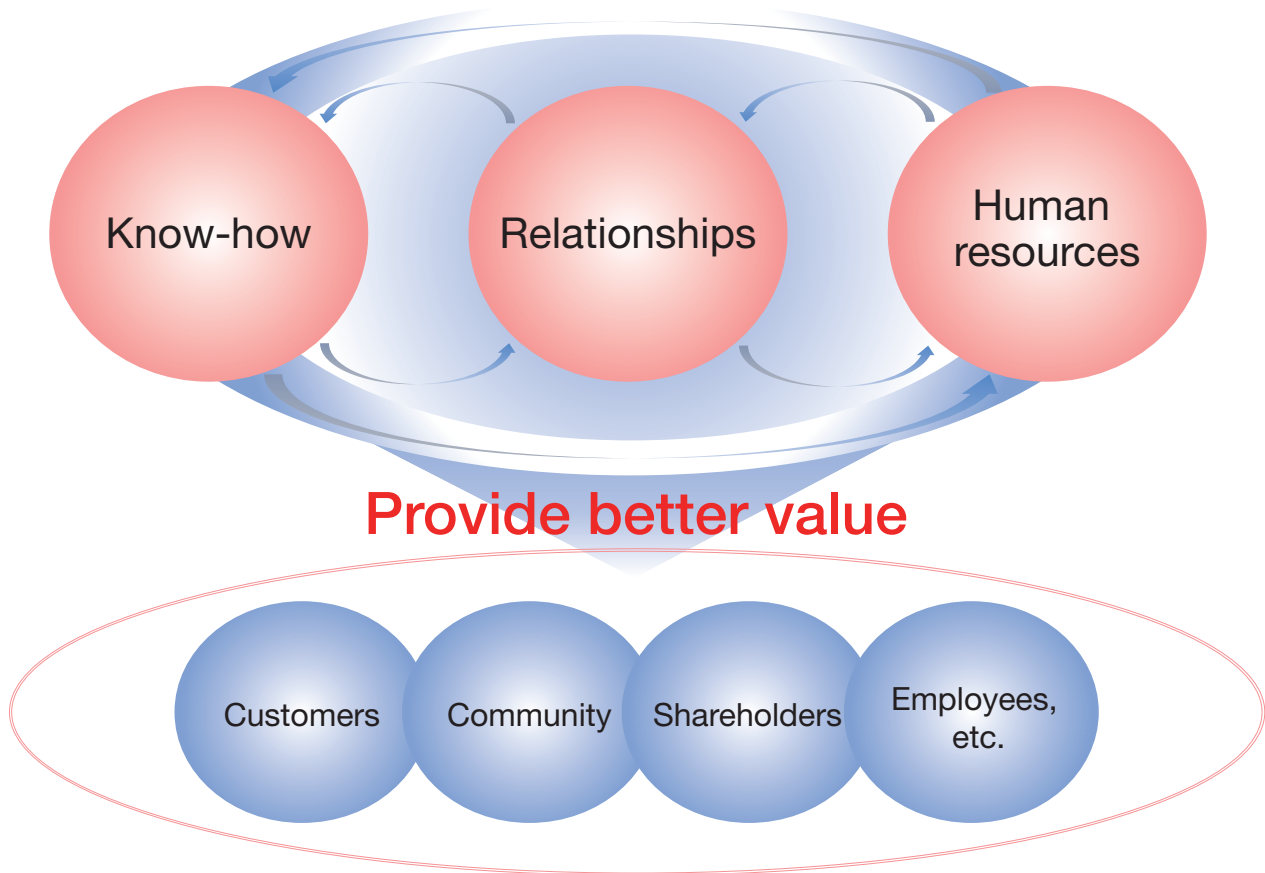 Know-how
Relationships
Human
resources
Provide better value
Customers
Community
Shareholders
Employees,
etc.